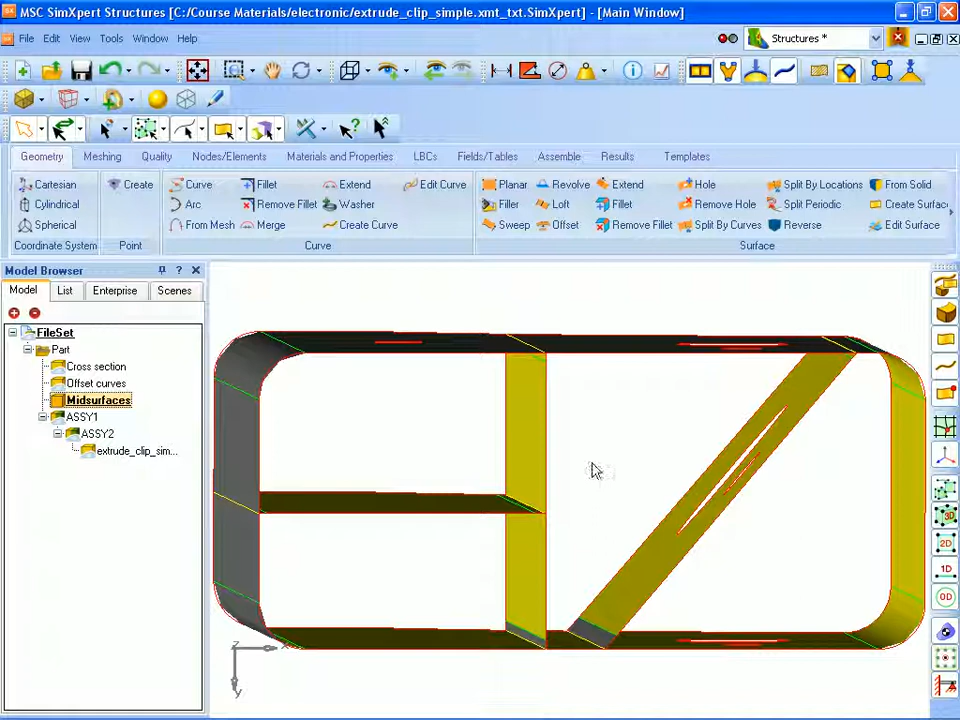 MSC SimXpert Structures [C:/Course Materials/electronic/extrude_clip_simple.xmt_txt.SimXpert] - [Main Window]
File Edit View Tools Window Help
Structures *
Geometry Meshing Quality Nodes/Elements Materials and Properties LBCs Fields/Tables Assemble Results Templates
Cartesian Create Curve Fillet Extend Edit Curve Planar Revolve Extend Hole Split By Locations From Solid
Cylindrical Arc Remove Fillet Washer Filler Loft Fillet Remove Hole Split Periodic Create Surfac
Spherical From Mesh Merge Create Curve Sweep Offset Remove Fillet Split By Curves Reverse Edit Surface
Coordinate System Point Curve Surface
Model Browser
Model List Enterprise Scenes
FileSet
Part
Cross section
Offset curves
Midsurfaces
ASSY1
ASSY2
extrude_clip_sim...
3D
2D
1D
0D
Z
X
y